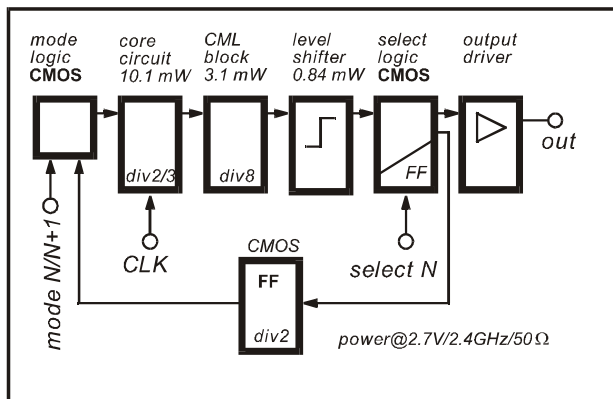 mode
logic
CMOS
core
circuit
10.1 mW
CML
block
3.1 mW
level
shifter
0.84 mW
select
logic
CMOS
output
driver
div2/3
div8
FF
out
mode N/N+1
CLK
select N
CMOS
FF
div2
power@2.7V/2.4GHz/50Ω